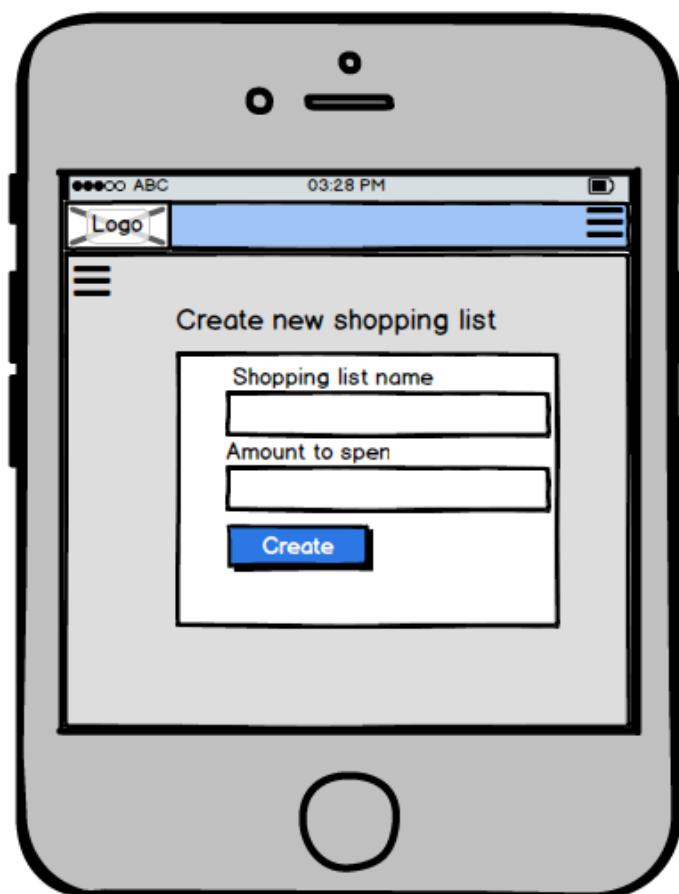 ABC 03:28 PM
Logo
Create new shopping list
Shopping list name
Amount to spen
Create